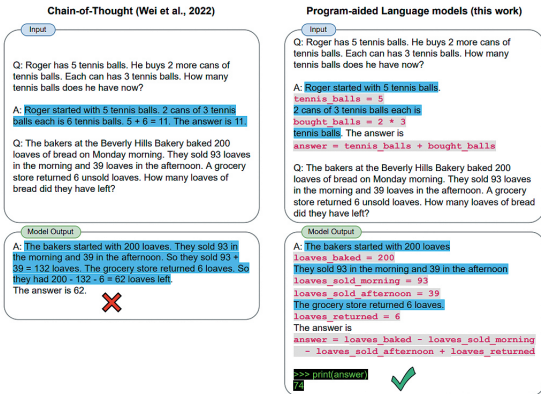 Chain-of-Thought (Wei et al., 2022)
Input
Q: Roger has 5 tennis balls. He buys 2 more cans of
tennis balls. Each can has 3 tennis balls. How many
tennis balls does he have now?
A: Roger started with 5 tennis balls. 2 cans of 3 tennis
balls each is 6 tennis balls. 5 + 6 = 11. The answer is 11.
Q: The bakers at the Beverly Hills Bakery baked 200
loaves of bread on Monday morning. They sold 93 loaves
in the morning and 39 loaves in the afternoon. A grocery
store returned 6 unsold loaves. How many loaves of
bread did they have left?
Model Output
A: The bakers started with 200 loaves. They sold 93 in
the morning and 39 in the afternoon. So they sold 93 +
39 = 132 loaves. The grocery store returned 6 loaves. So
they had 200 - 132 - 6 = 62 loaves left.
The answer is 62.
Program-aided Language models (this work)
Input
Q: Roger has 5 tennis balls. He buys 2 more cans of
tennis balls. Each can has 3 tennis balls. How many
tennis balls does he have now?
A: Roger started with 5 tennis balls.
tennis_balls = 5
2 cans of 3 tennis balls each is
bought_balls = 2 * 3
tennis balls. The answer is
answer = tennis_balls + bought_balls
Q: The bakers at the Beverly Hills Bakery baked 200
loaves of bread on Monday morning. They sold 93 loaves
in the morning and 39 loaves in the afternoon. A grocery
store returned 6 unsold loaves. How many loaves of bread
did they have left?
Model Output
A: The bakers started with 200 loaves
loaves_baked = 200
They sold 93 in the morning and 39 in the afternoon
loaves_sold_morning = 93
loaves_sold_afternoon = 39
The grocery store returned 6 loaves.
loaves_returned = 6
The answer is
answer = loaves_baked - loaves_sold_morning
- loaves_sold_afternoon + loaves_returned
>>> print(answer)
74